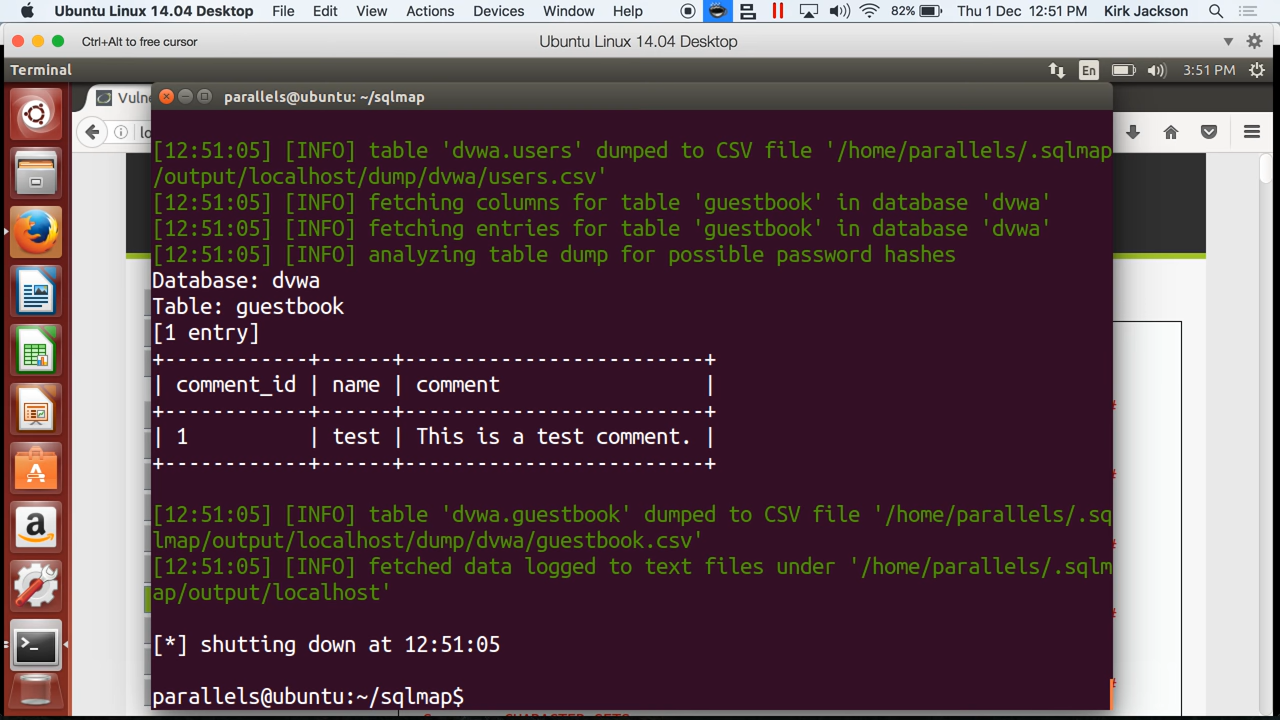 Ubuntu Linux 14.04 Desktop File Edit View Actions Devices Window Help 82% Thu 1 Dec 12:51 PM Kirk Jackson
Ctrl+Alt to free cursor Ubuntu Linux 14.04 Desktop
Terminal En 3:51 PM
Vulne parallels@ubuntu: ~/sqlmap
lo
[12:51:05] [INFO] table 'dvwa.users' dumped to CSV file '/home/parallels/.sqlmap
/output/localhost/dump/dvwa/users.csv'
[12:51:05] [INFO] fetching columns for table 'guestbook' in database 'dvwa'
[12:51:05] [INFO] fetching entries for table 'guestbook' in database 'dvwa'
[12:51:05] [INFO] analyzing table dump for possible password hashes
Database: dvwa
Table: guestbook
[1 entry]
+------------+------+-------------------------+
| comment_id | name | comment                 |
+------------+------+-------------------------+
| 1          | test | This is a test comment. |
+------------+------+-------------------------+
[12:51:05] [INFO] table 'dvwa.guestbook' dumped to CSV file '/home/parallels/.sq
lmap/output/localhost/dump/dvwa/guestbook.csv'
[12:51:05] [INFO] fetched data logged to text files under '/home/parallels/.sqlm
ap/output/localhost'
[*] shutting down at 12:51:05
parallels@ubuntu:~/sqlmap$